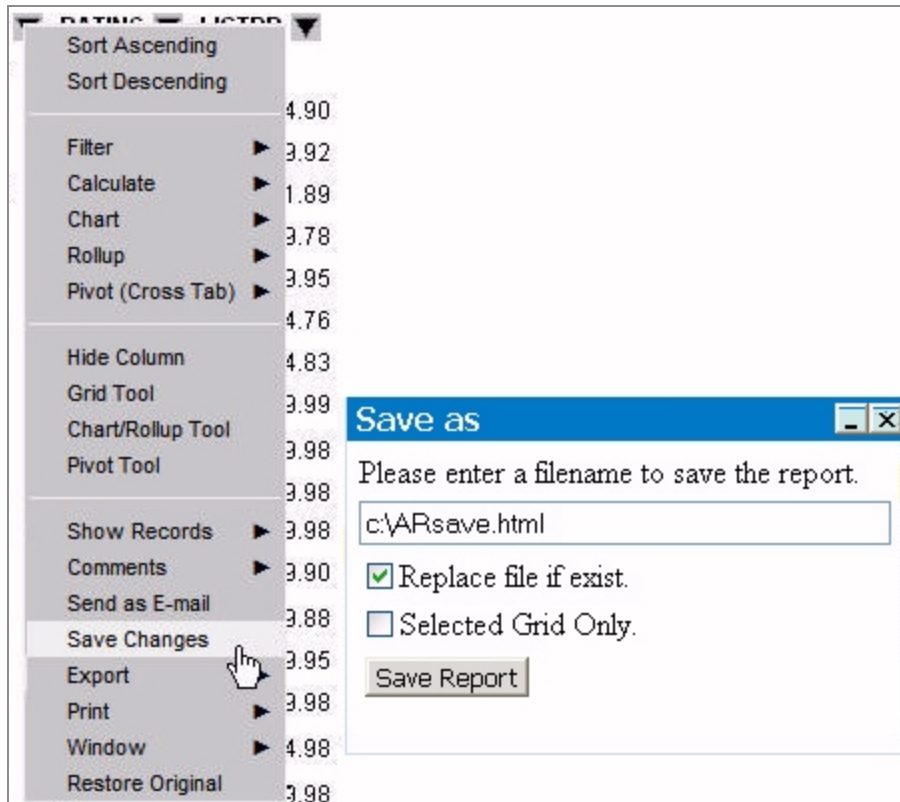 RATING LISTPR
Sort Ascending
Sort Descending
4.90
Filter 9.92
Calculate 1.89
Chart 9.78
Rollup 9.95
Pivot (Cross Tab)
4.76
Hide Column 4.83
Grid Tool 9.99
Chart/Rollup Tool 9.98
Pivot Tool
9.98
Show Records 9.98
Comments 9.90
Send as E-mail 9.88
Save Changes 9.95
Export
Print 9.98
Window 4.98
Restore Original 9.98
Save as
Please enter a filename to save the report.
c:\ARsave.html
Replace file if exist.
Selected Grid Only.
Save Report